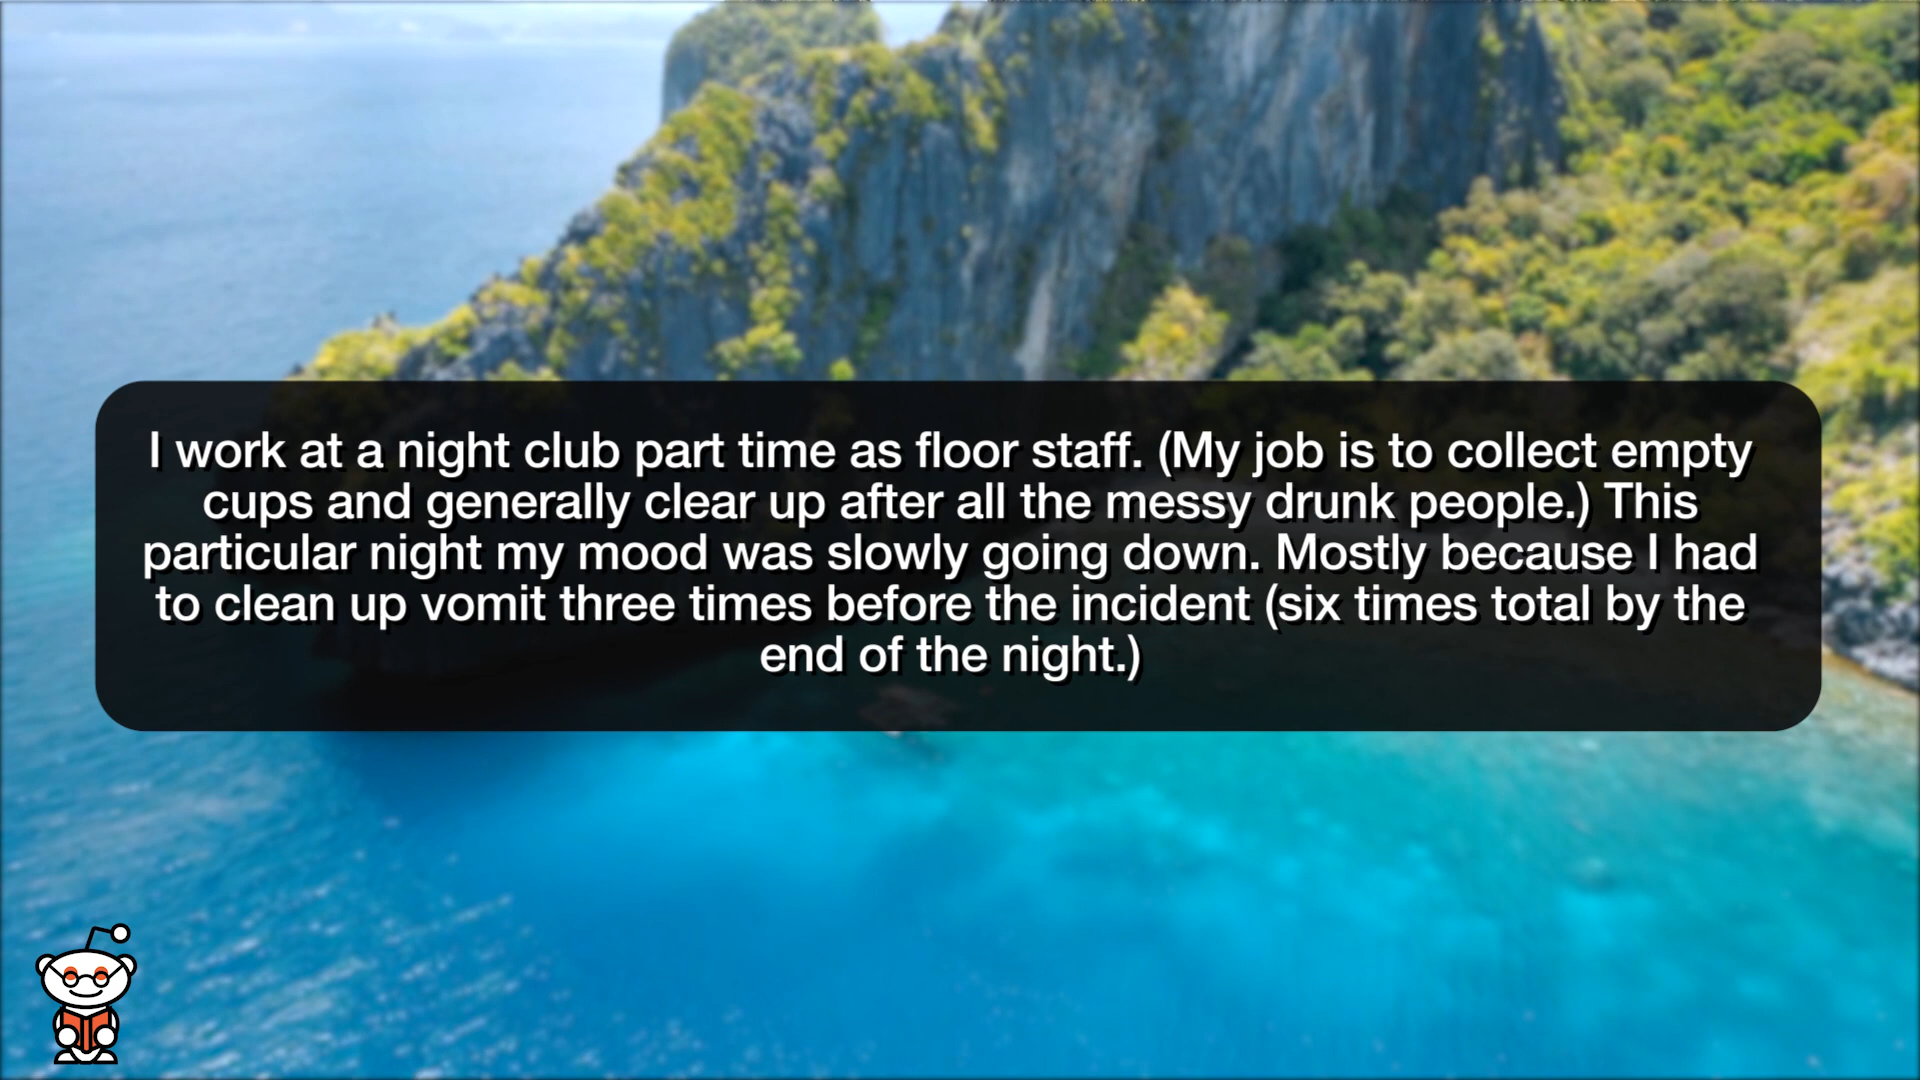 I work at a night club part time as floor staff. (My job is to collect empty
cups and generally clear up after all the messy drunk people.) This
particular night my mood was slowly going down. Mostly because I had
to clean up vomit three times before the incident (six times total by the
end of the night.)